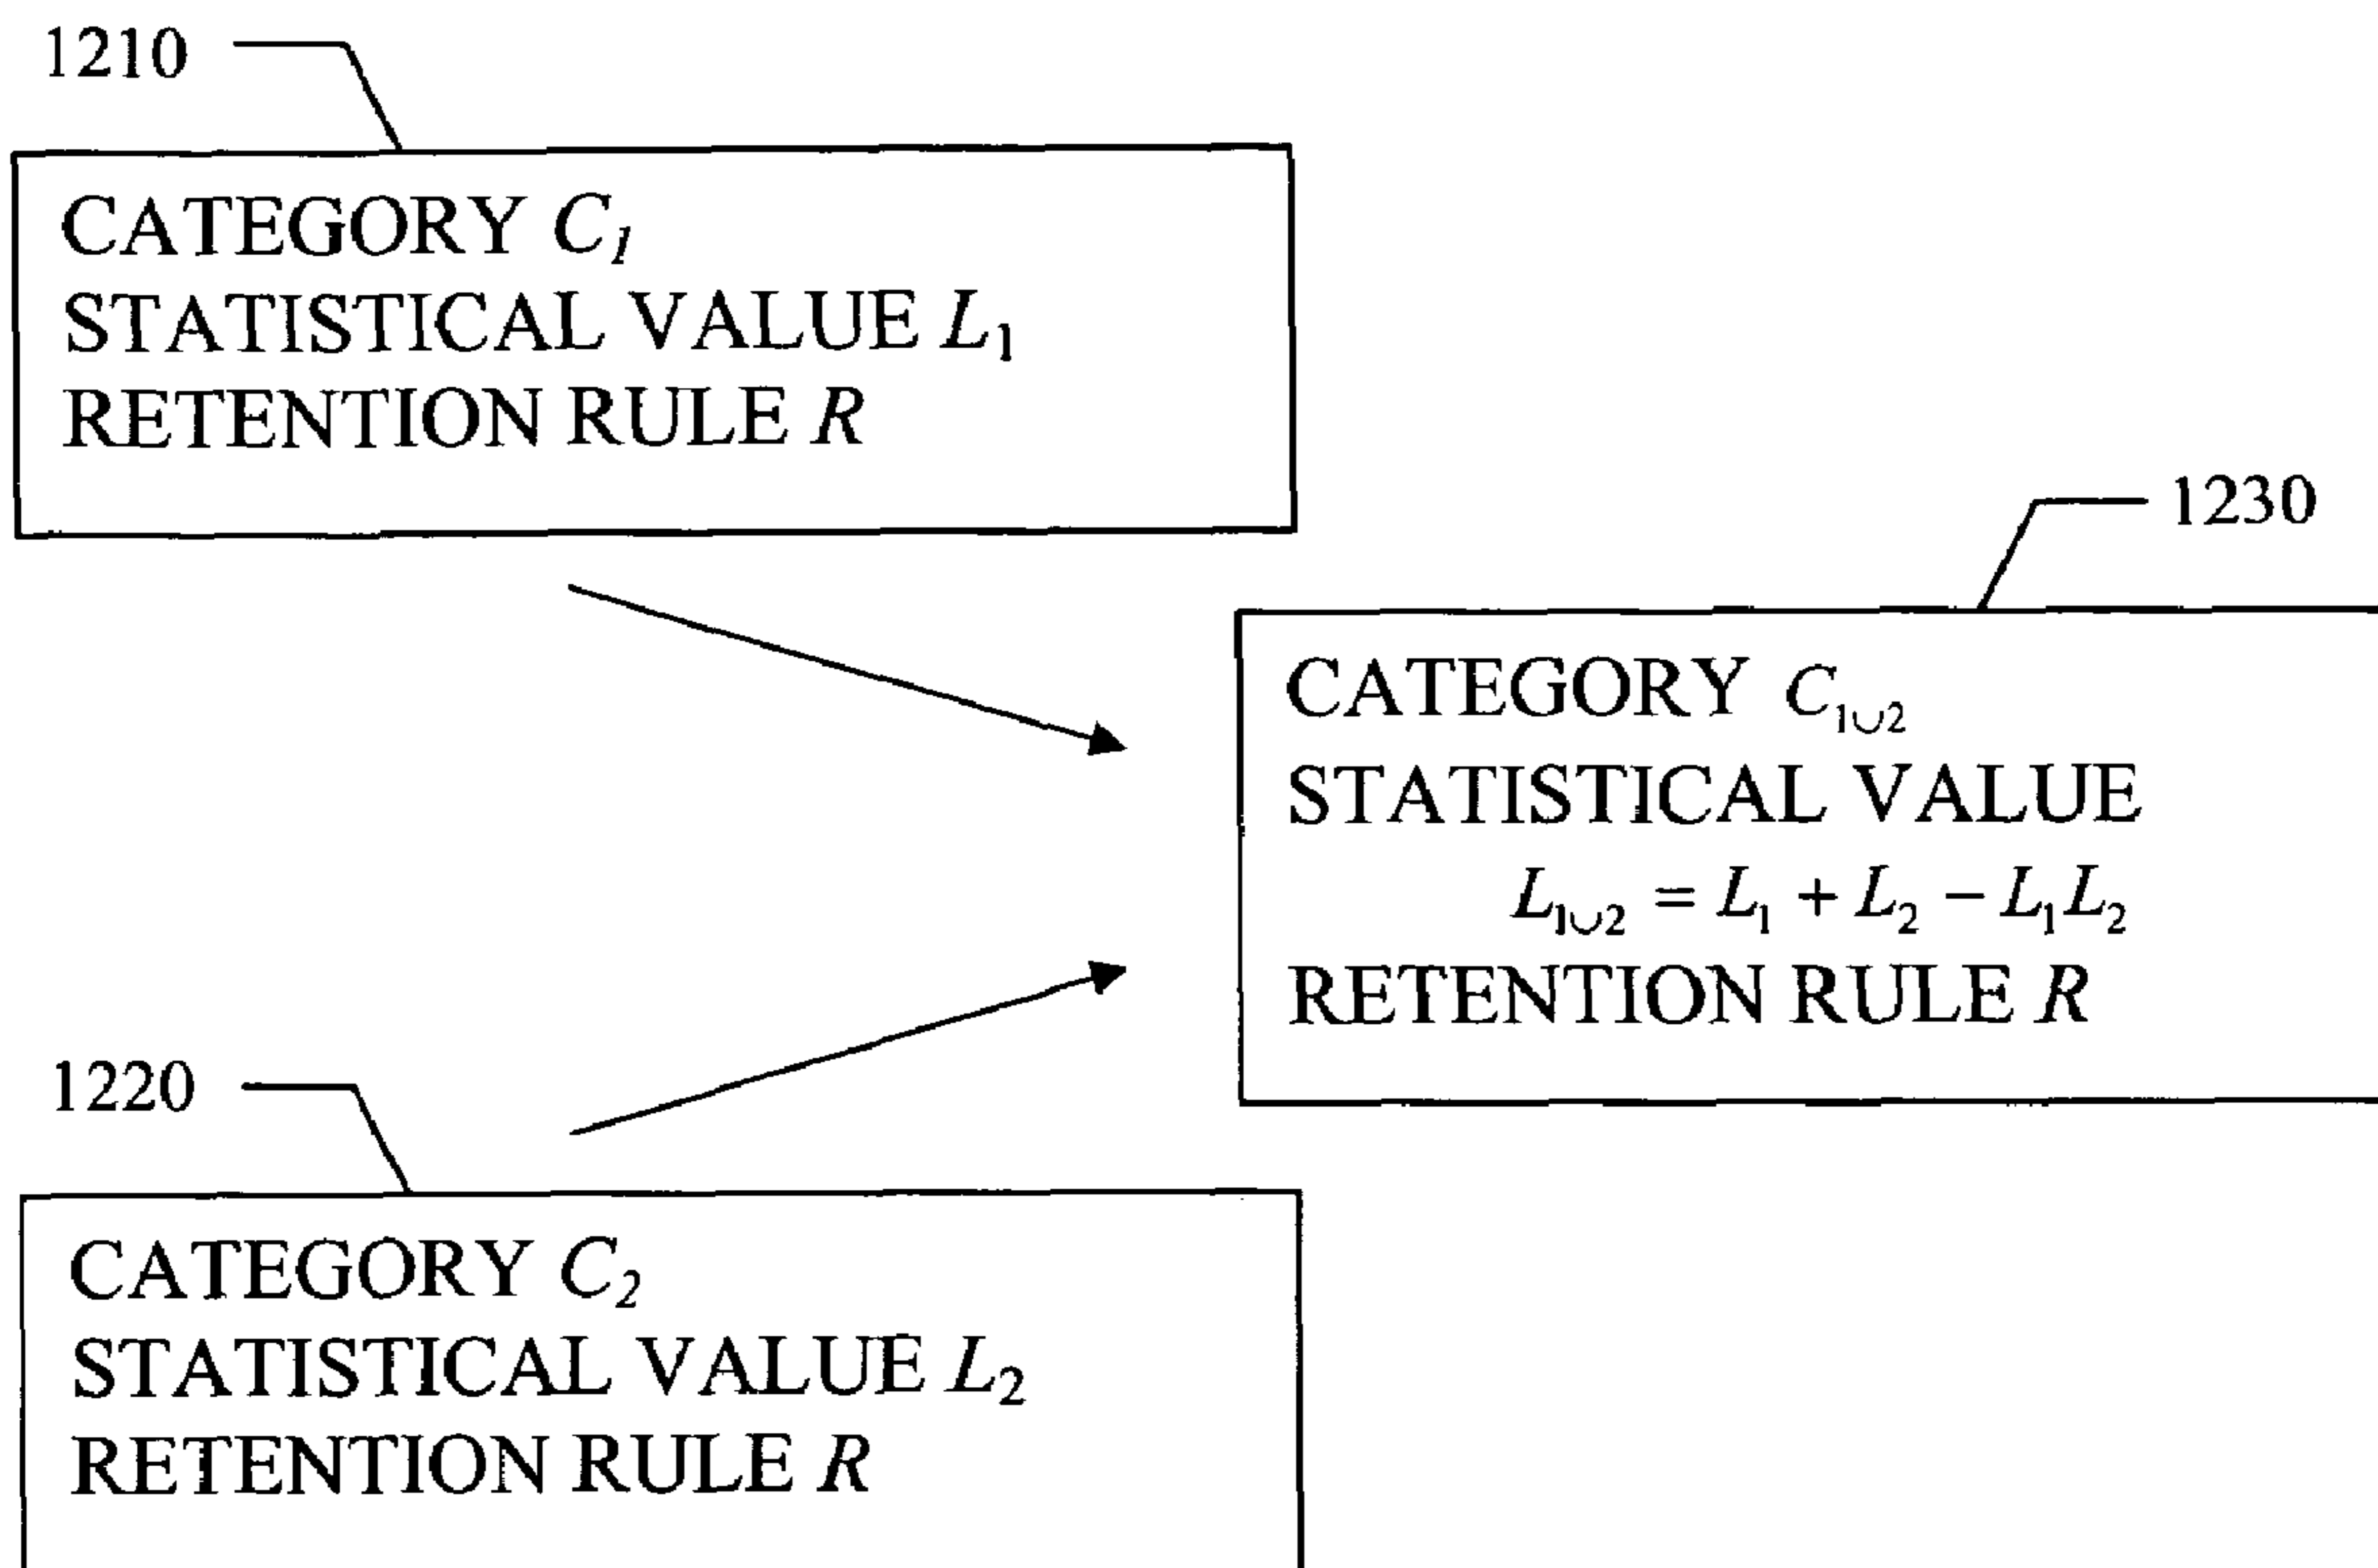 1210
CATEGORY C₁
STATISTICAL VALUE L₁
RETENTION RULE R
1230
CATEGORY C₁∪₂
STATISTICAL VALUE
L₁∪₂ = L₁ + L₂ − L₁L₂
RETENTION RULE R
1220
CATEGORY C₂
STATISTICAL VALUE L₂
RETENTION RULE R